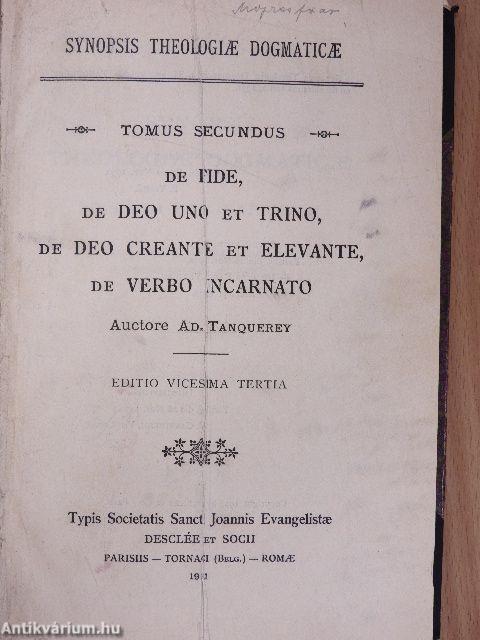 SYNOPSIS THEOLOGIÆ DOGMATICÆ
TOMUS SECUNDUS
DE FIDE,
DE DEO UNO ET TRINO,
DE DEO CREANTE ET ELEVANTE,
DE VERBO INCARNATO
Auctore AD. TANQUEREY
EDITIO VICESIMA TERTIA
Typis Societatis Sanct Joannis Evangelistæ
DESCLÉE ET SOCII
PARISIIS — TORNACI (BELG.) — ROMÆ
Antikvárium.hu